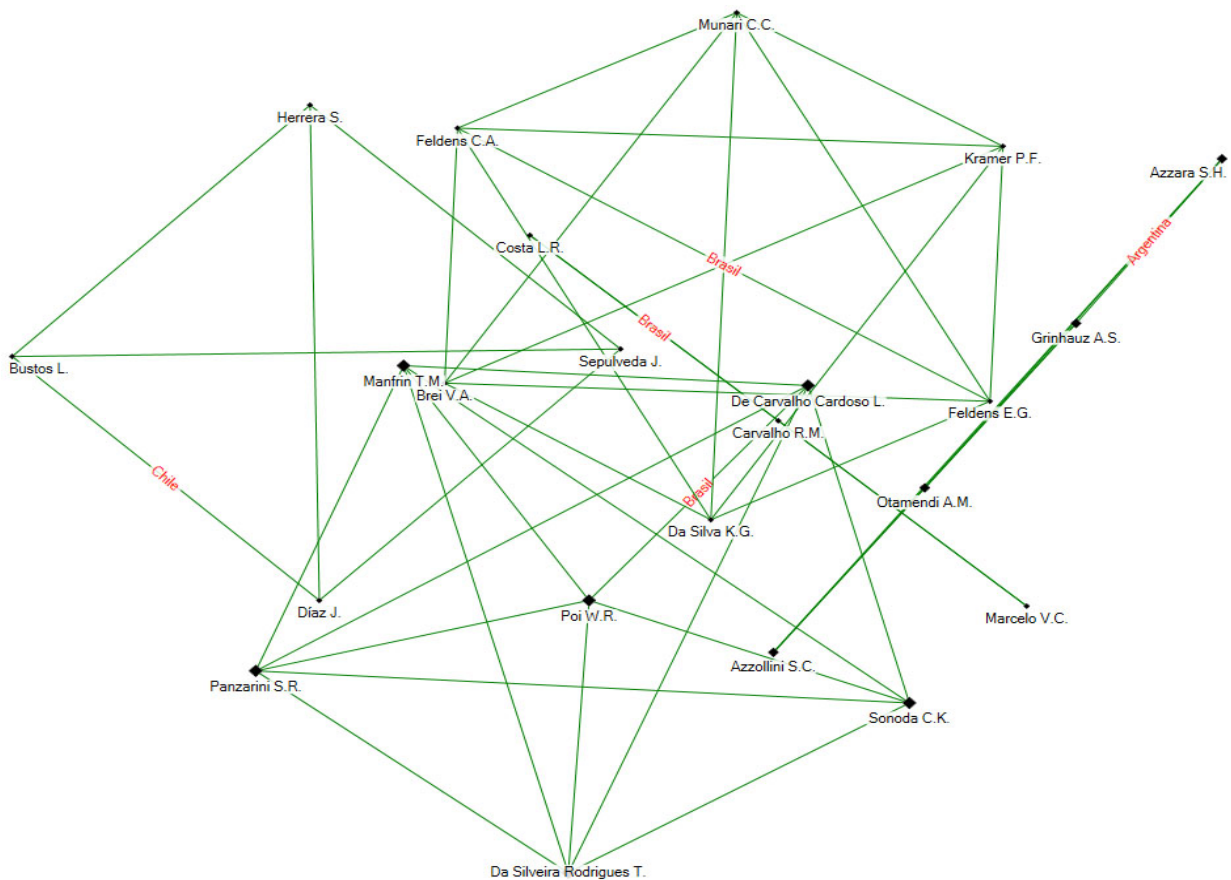 Munari C.C.
Herrera S.
Feldens C.A.
Kramer P.F.
Azzara S.H.
Argentina
Costa L.R.
Brasil
Brasil
Grinhauz A.S.
Bustos L.
Sepulveda J.
Manfrin T.M.
Brei V.A.
De Carvalho Cardoso L.
Feldens E.G.
Carvalho R.M.
Chile
Brasil
Otamendi A.M.
Da Silva K.G.
Díaz J.
Poi W.R.
Marcelo V.C.
Azzollini S.C.
Panzarini S.R.
Sonoda C.K.
Da Silveira Rodrigues T.